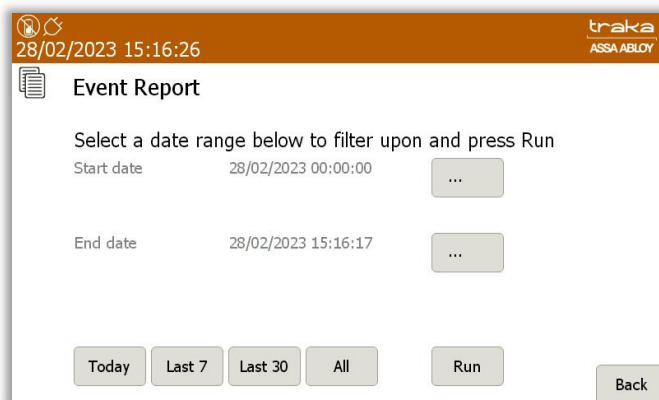 traka
28/02/2023 15:16:26
ASSA ABLOY
Event Report
Select a date range below to filter upon and press Run
Start date 28/02/2023 00:00:00 ...
End date 28/02/2023 15:16:17 ...
Today Last 7 Last 30 All Run
Back